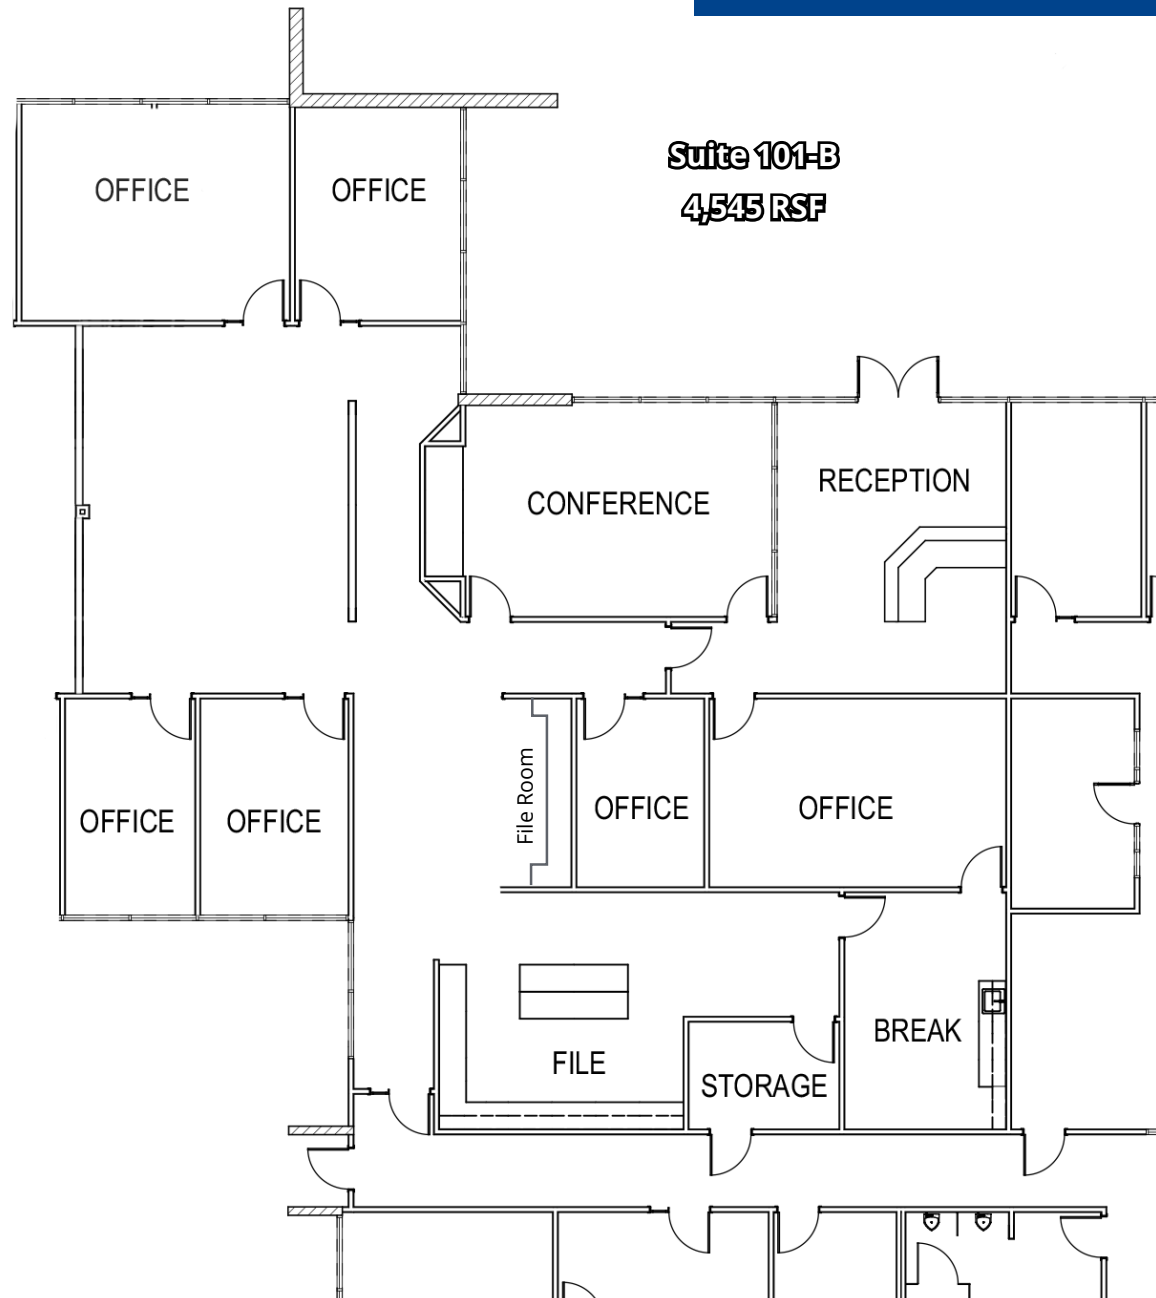 Suite 101-B
4,545 RSF
OFFICE
OFFICE
RECEPTION
CONFERENCE
File Room
OFFICE
OFFICE
OFFICE
OFFICE
BREAK
FILE
STORAGE